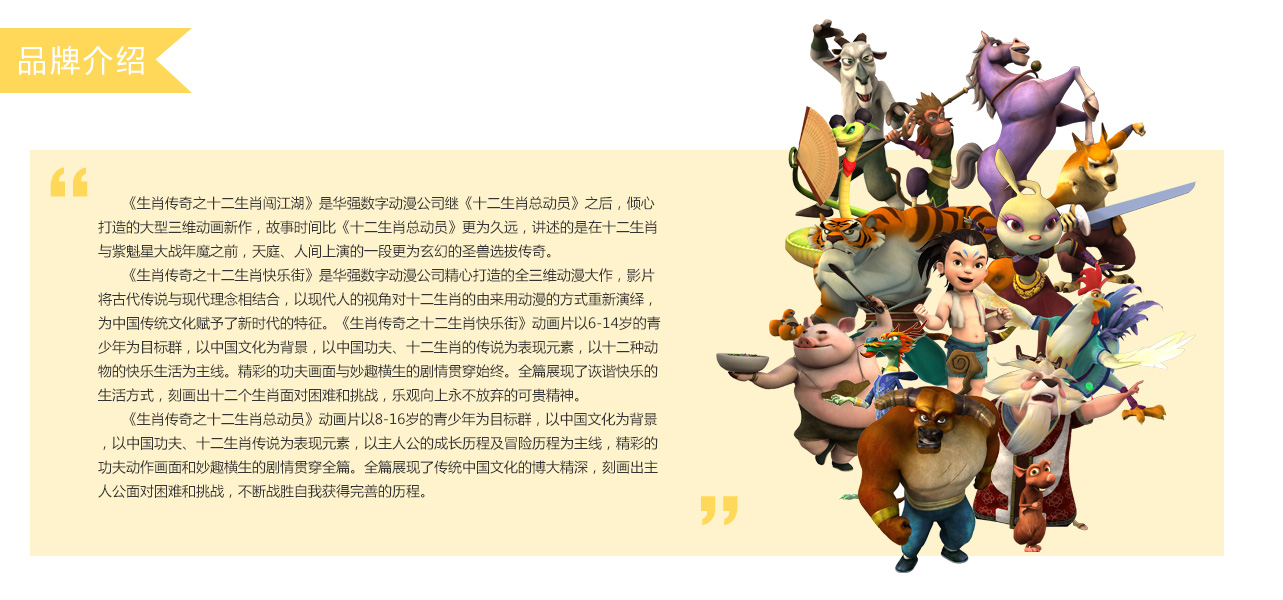 品牌介绍
《生肖传奇之十二生肖闯江湖》是华强数字动漫公司继《十二生肖总动员》之后，倾心
打造的大型三维动画新作，故事时间比《十二生肖总动员》更为久远，讲述的是在十二生肖
与紫魁星大战年魔之前，天庭、人间上演的一段更为玄幻的圣兽选拔传奇。
《生肖传奇之十二生肖快乐街》是华强数字动漫公司精心打造的全三维动漫大作，影片
将古代传说与现代理念相结合，以现代人的视角对十二生肖的由来用动漫的方式重新演绎，
为中国传统文化赋予了新时代的特征。《生肖传奇之十二生肖快乐街》动画片以6-14岁的青
少年为目标群，以中国文化为背景，以中国功夫、十二生肖的传说为表现元素，以十二种动
物的快乐生活为主线。精彩的功夫画面与妙趣横生的剧情贯穿始终。全篇展现了诙谐快乐的
生活方式，刻画出十二个生肖面对困难和挑战，乐观向上永不放弃的可贵精神。
《生肖传奇之十二生肖总动员》动画片以8-16岁的青少年为目标群，以中国文化为背景
，以中国功夫、十二生肖传说为表现元素，以主人公的成长历程及冒险历程为主线，精彩的
功夫动作画面和妙趣横生的剧情贯穿全篇。全篇展现了传统中国文化的博大精深，刻画出主
人公面对困难和挑战，不断战胜自我获得完善的历程。